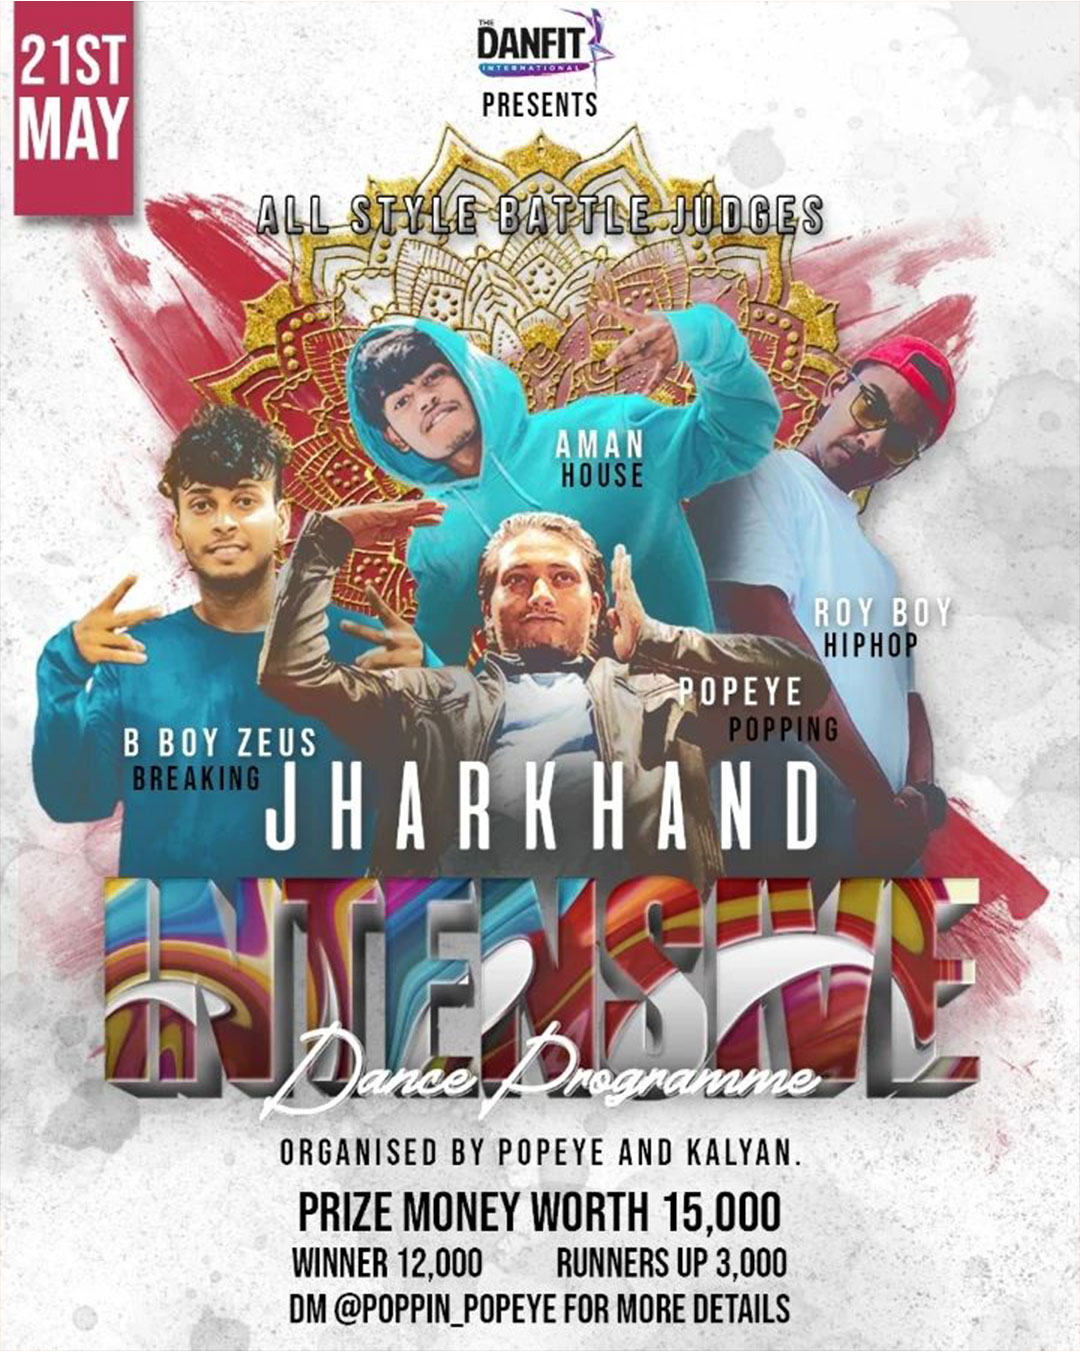 21ST
MAY
THE
DANFIT
INTERNATIONAL
PRESENTS
ALL STYLE BATTLE JUDGES
AMAN
HOUSE
ROY BOY
HIPHOP
POPEYE
POPPING
B BOY ZEUS
BREAKING
JHARKHAND
INTENSIVE
Dance Programme
ORGANISED BY POPEYE AND KALYAN.
PRIZE MONEY WORTH 15,000
WINNER 12,000 RUNNERS UP 3,000
DM @POPPIN_POPEYE FOR MORE DETAILS